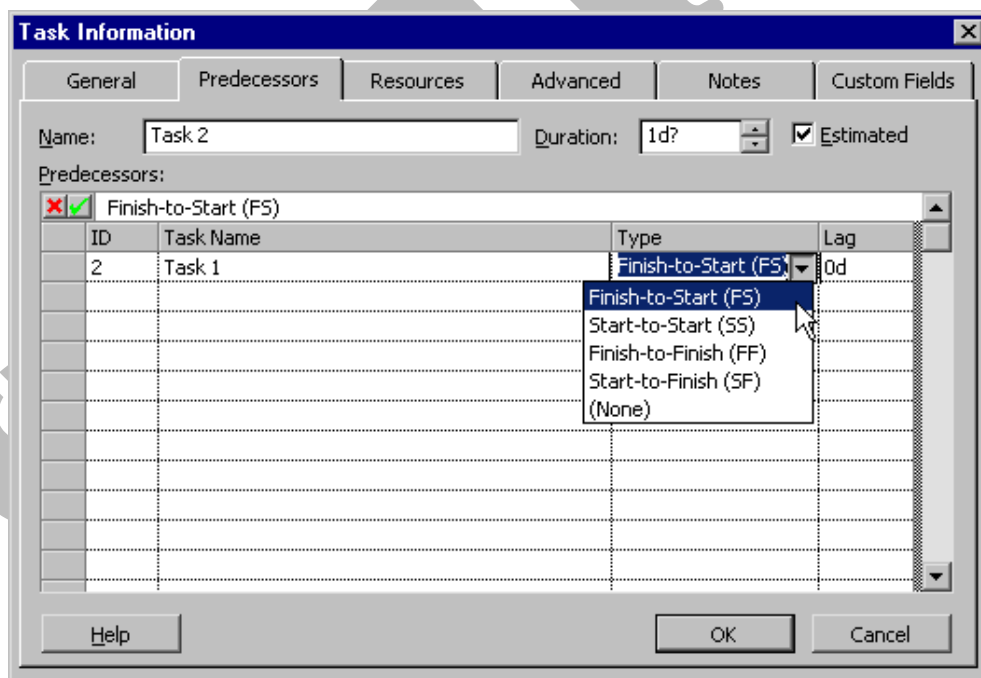 Task Information
General Predecessors Resources Advanced Notes Custom Fields
Name: Task 2 Duration: 1d? Estimated
Predecessors:
Finish-to-Start (FS)
ID Task Name Type Lag
2 Task 1 Finish-to-Start (FS) 0d
Finish-to-Start (FS)
Start-to-Start (SS)
Finish-to-Finish (FF)
Start-to-Finish (SF)
(None)
Help OK Cancel